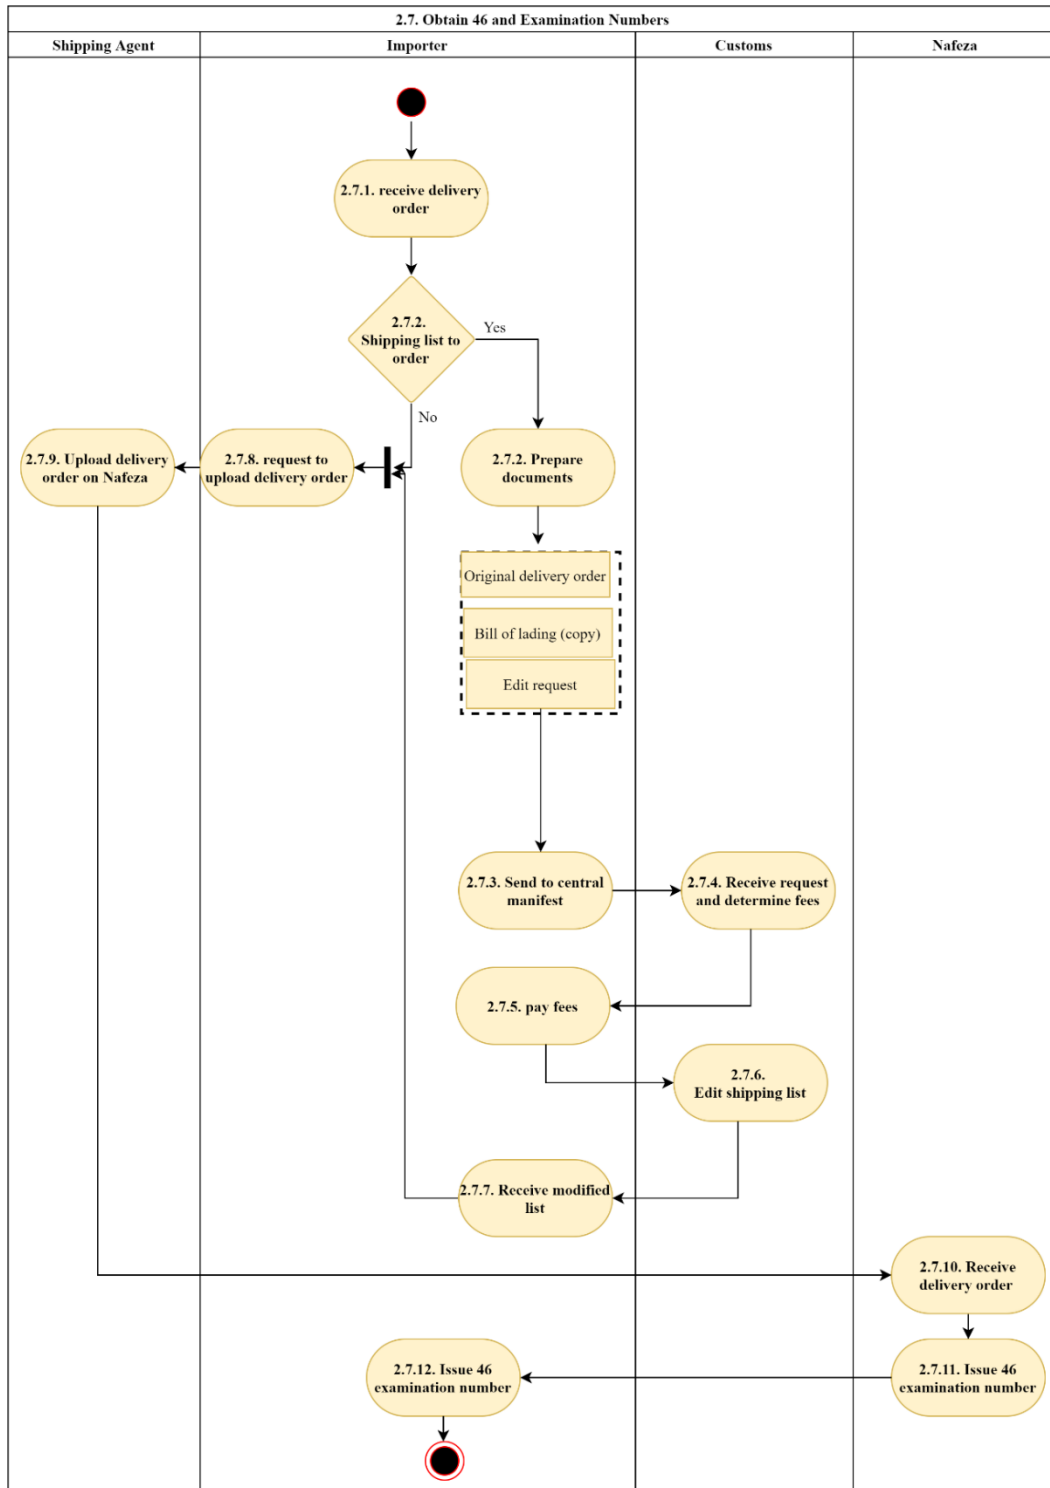 2.7. Obtain 46 and Examination Numbers
Shipping Agent
Importer
Customs
Nafeza
2.7.1. receive delivery
order
2.7.2.
Shipping list to
order
Yes
No
2.7.9. Upload delivery
order on Nafeza
2.7.8. request to
upload delivery order
2.7.2. Prepare
documents
Original delivery order
Bill of lading (copy)
Edit request
2.7.3. Send to central
manifest
2.7.4. Receive request
and determine fees
2.7.5. pay fees
2.7.6.
Edit shipping list
2.7.7. Receive modified
list
2.7.10. Receive
delivery order
2.7.12. Issue 46
examination number
2.7.11. Issue 46
examination number